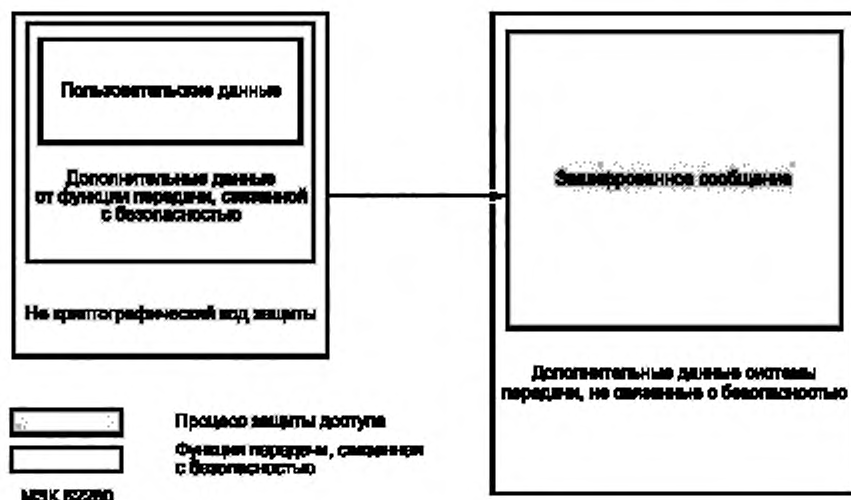 Пользовательские данные
Дополнительные данные
от функции передачи, связанной
с безопасностью
Не криптографический код защиты
Зашифрованное сообщение
Дополнительные данные системы
передачи, не связанные с безопасностью
Процесс защиты доступа
Функция передачи, связанная
с безопасностью
МЭК 62280